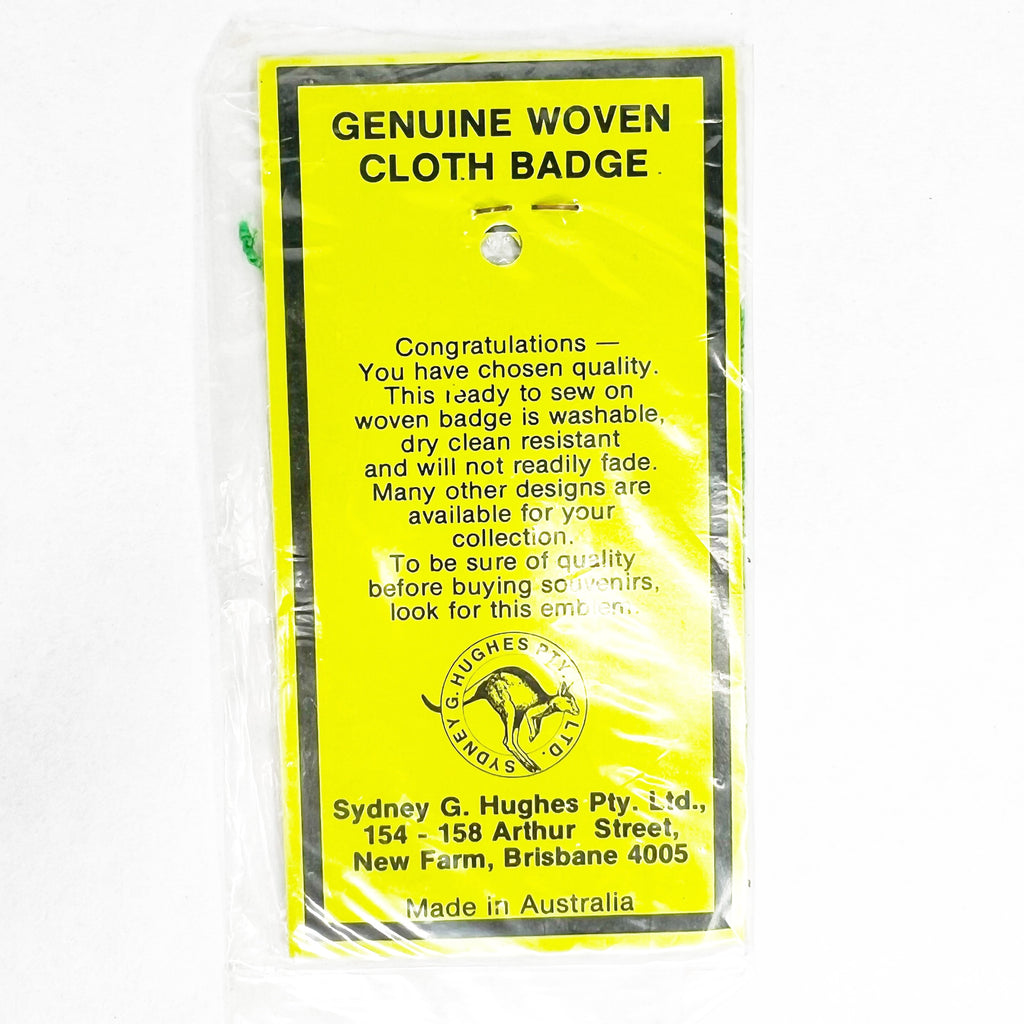 GENUINE WOVEN
CLOTH BADGE
Congratulations —
You have chosen quality.
This ready to sew on
woven badge is washable,
dry clean resistant
and will not readily fade.
Many other designs are
available for your
collection.
To be sure of quality
before buying souvenirs,
look for this emblem.
SYDNEY G. HUGHES PTY. LTD.
Sydney G. Hughes Pty. Ltd.,
154 - 158 Arthur Street,
New Farm, Brisbane 4005
Made in Australia